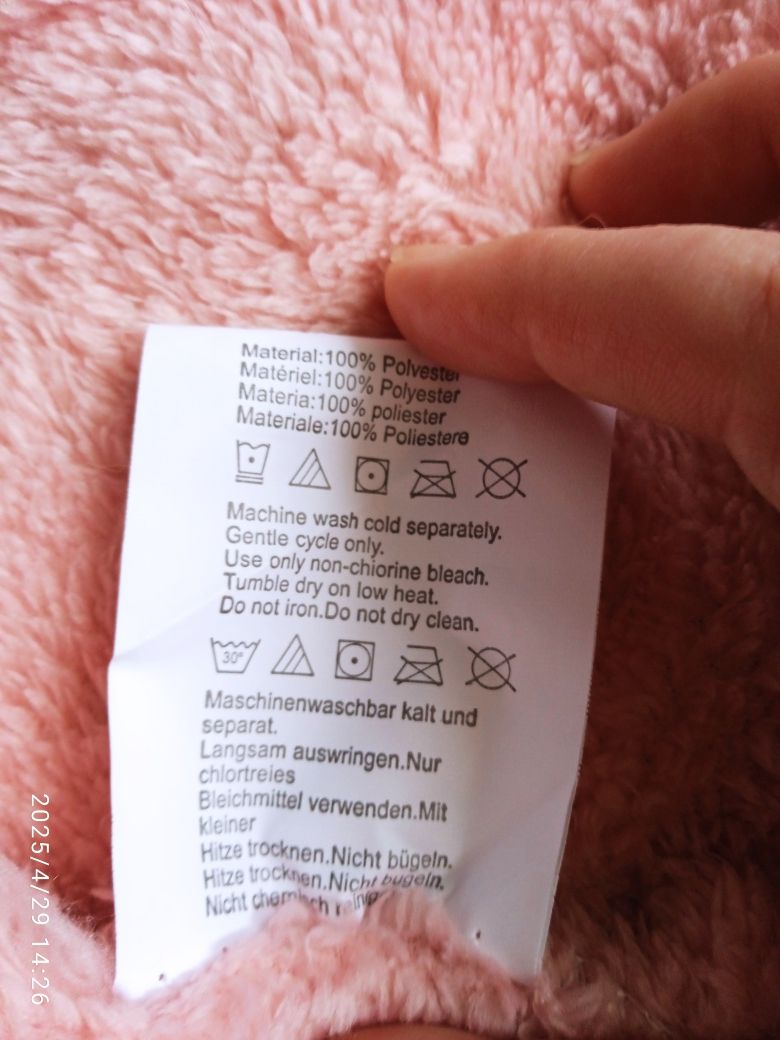 Material:100% Polyester
Matériel:100% Polyester
Materia:100% poliester
Materiale:100% Poliestere
Machine wash cold separately.
Gentle cycle only.
Use only non-chiorine bleach.
Tumble dry on low heat.
Do not iron.Do not dry clean.
30°
Maschinenwaschbar kalt und
separat.
Langsam auswringen.Nur
chlortreies
Bleichmittel verwenden.Mit
kleiner
Hitze trocknen.Nicht bügeln.
Hitze trocknen.Nicht bugeln.
Nicht chemisch
2025/4/29 14:26